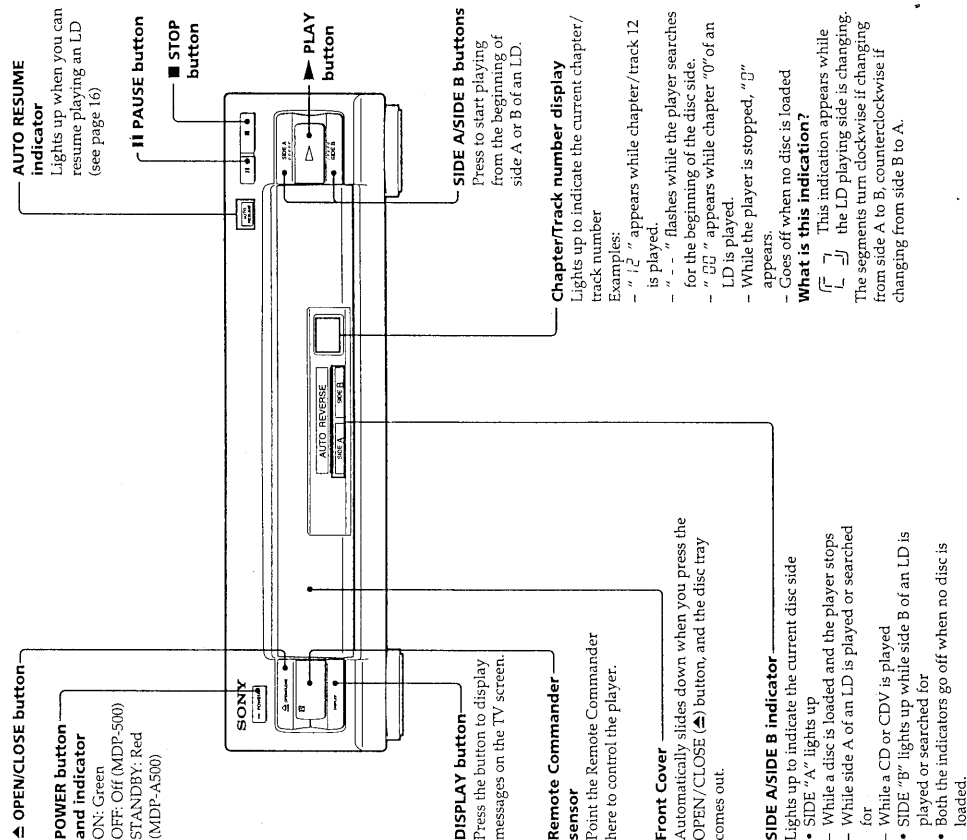 ≜ OPEN/CLOSE button
POWER button
and indicator
ON: Green
OFF: Off (MDP-500)
STANDBY: Red
(MDP-A500)
DISPLAY button
Press the button to display
messages on the TV screen.
Remote Commander
sensor
Point the Remote Commander
here to control the player.
Front Cover
Automatically slides down when you press the
OPEN/CLOSE (≜) button, and the disc tray
comes out.
SIDE A/SIDE B indicator
Lights up to indicate the current disc side
• SIDE "A" lights up
– While a disc is loaded and the player stops
– While side A of an LD is played or searched
for
– While a CD or CDV is played
• SIDE "B" lights up while side B of an LD is
played or searched for
• Both the indicators go off when no disc is
loaded.
SONY
POWER
OPEN/CLOSE
DISPLAY
AUTO REVERSE
SIDE A
SIDE B
AUTO
RESUME
SIDE A
SIDE B
AUTO RESUME
indicator
Lights up when you can
resume playing an LD
(see page 16)
II PAUSE button
■ STOP
button
▶ PLAY
button
SIDE A/SIDE B buttons
Press to start playing
from the beginning of
side A or B of an LD.
Chapter/Track number display
Lights up to indicate the current chapter/
track number
Examples:
– " 12 " appears while chapter/track 12
is played.
– " - - " flashes while the player searches
for the beginning of the disc side.
– " 00 " appears while chapter "0" of an
LD is played.
– While the player is stopped, "0"
appears.
– Goes off when no disc is loaded
What is this indication?
This indication appears while
the LD playing side is changing.
The segments turn clockwise if changing
from side A to B, counterclockwise if
changing from side B to A.